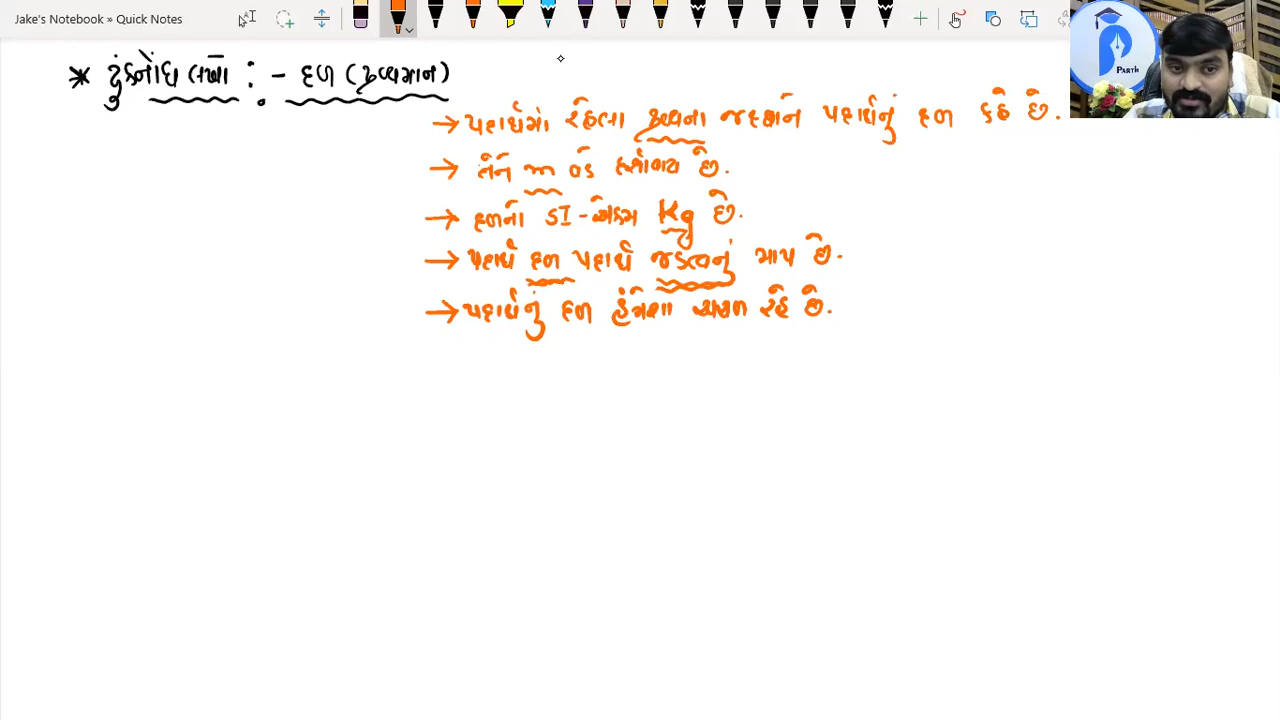 Jake's Notebook » Quick Notes
* ટુંકનોંધ લખો :- દળ (દ્રવ્યમાન)
Parth
→ પદાર્થમાં રહેલા દ્રવ્યના જથ્થાને પદાર્થનું દળ કહે છે.
→ તેને m વડે દર્શાવાય છે.
→ દળનો SI-એકમ Kg છે.
→ પદાર્થ દળ પદાર્થ જડત્વનું માપ છે.
→ પદાર્થનું દળ હંમેશા અચળ રહે છે.